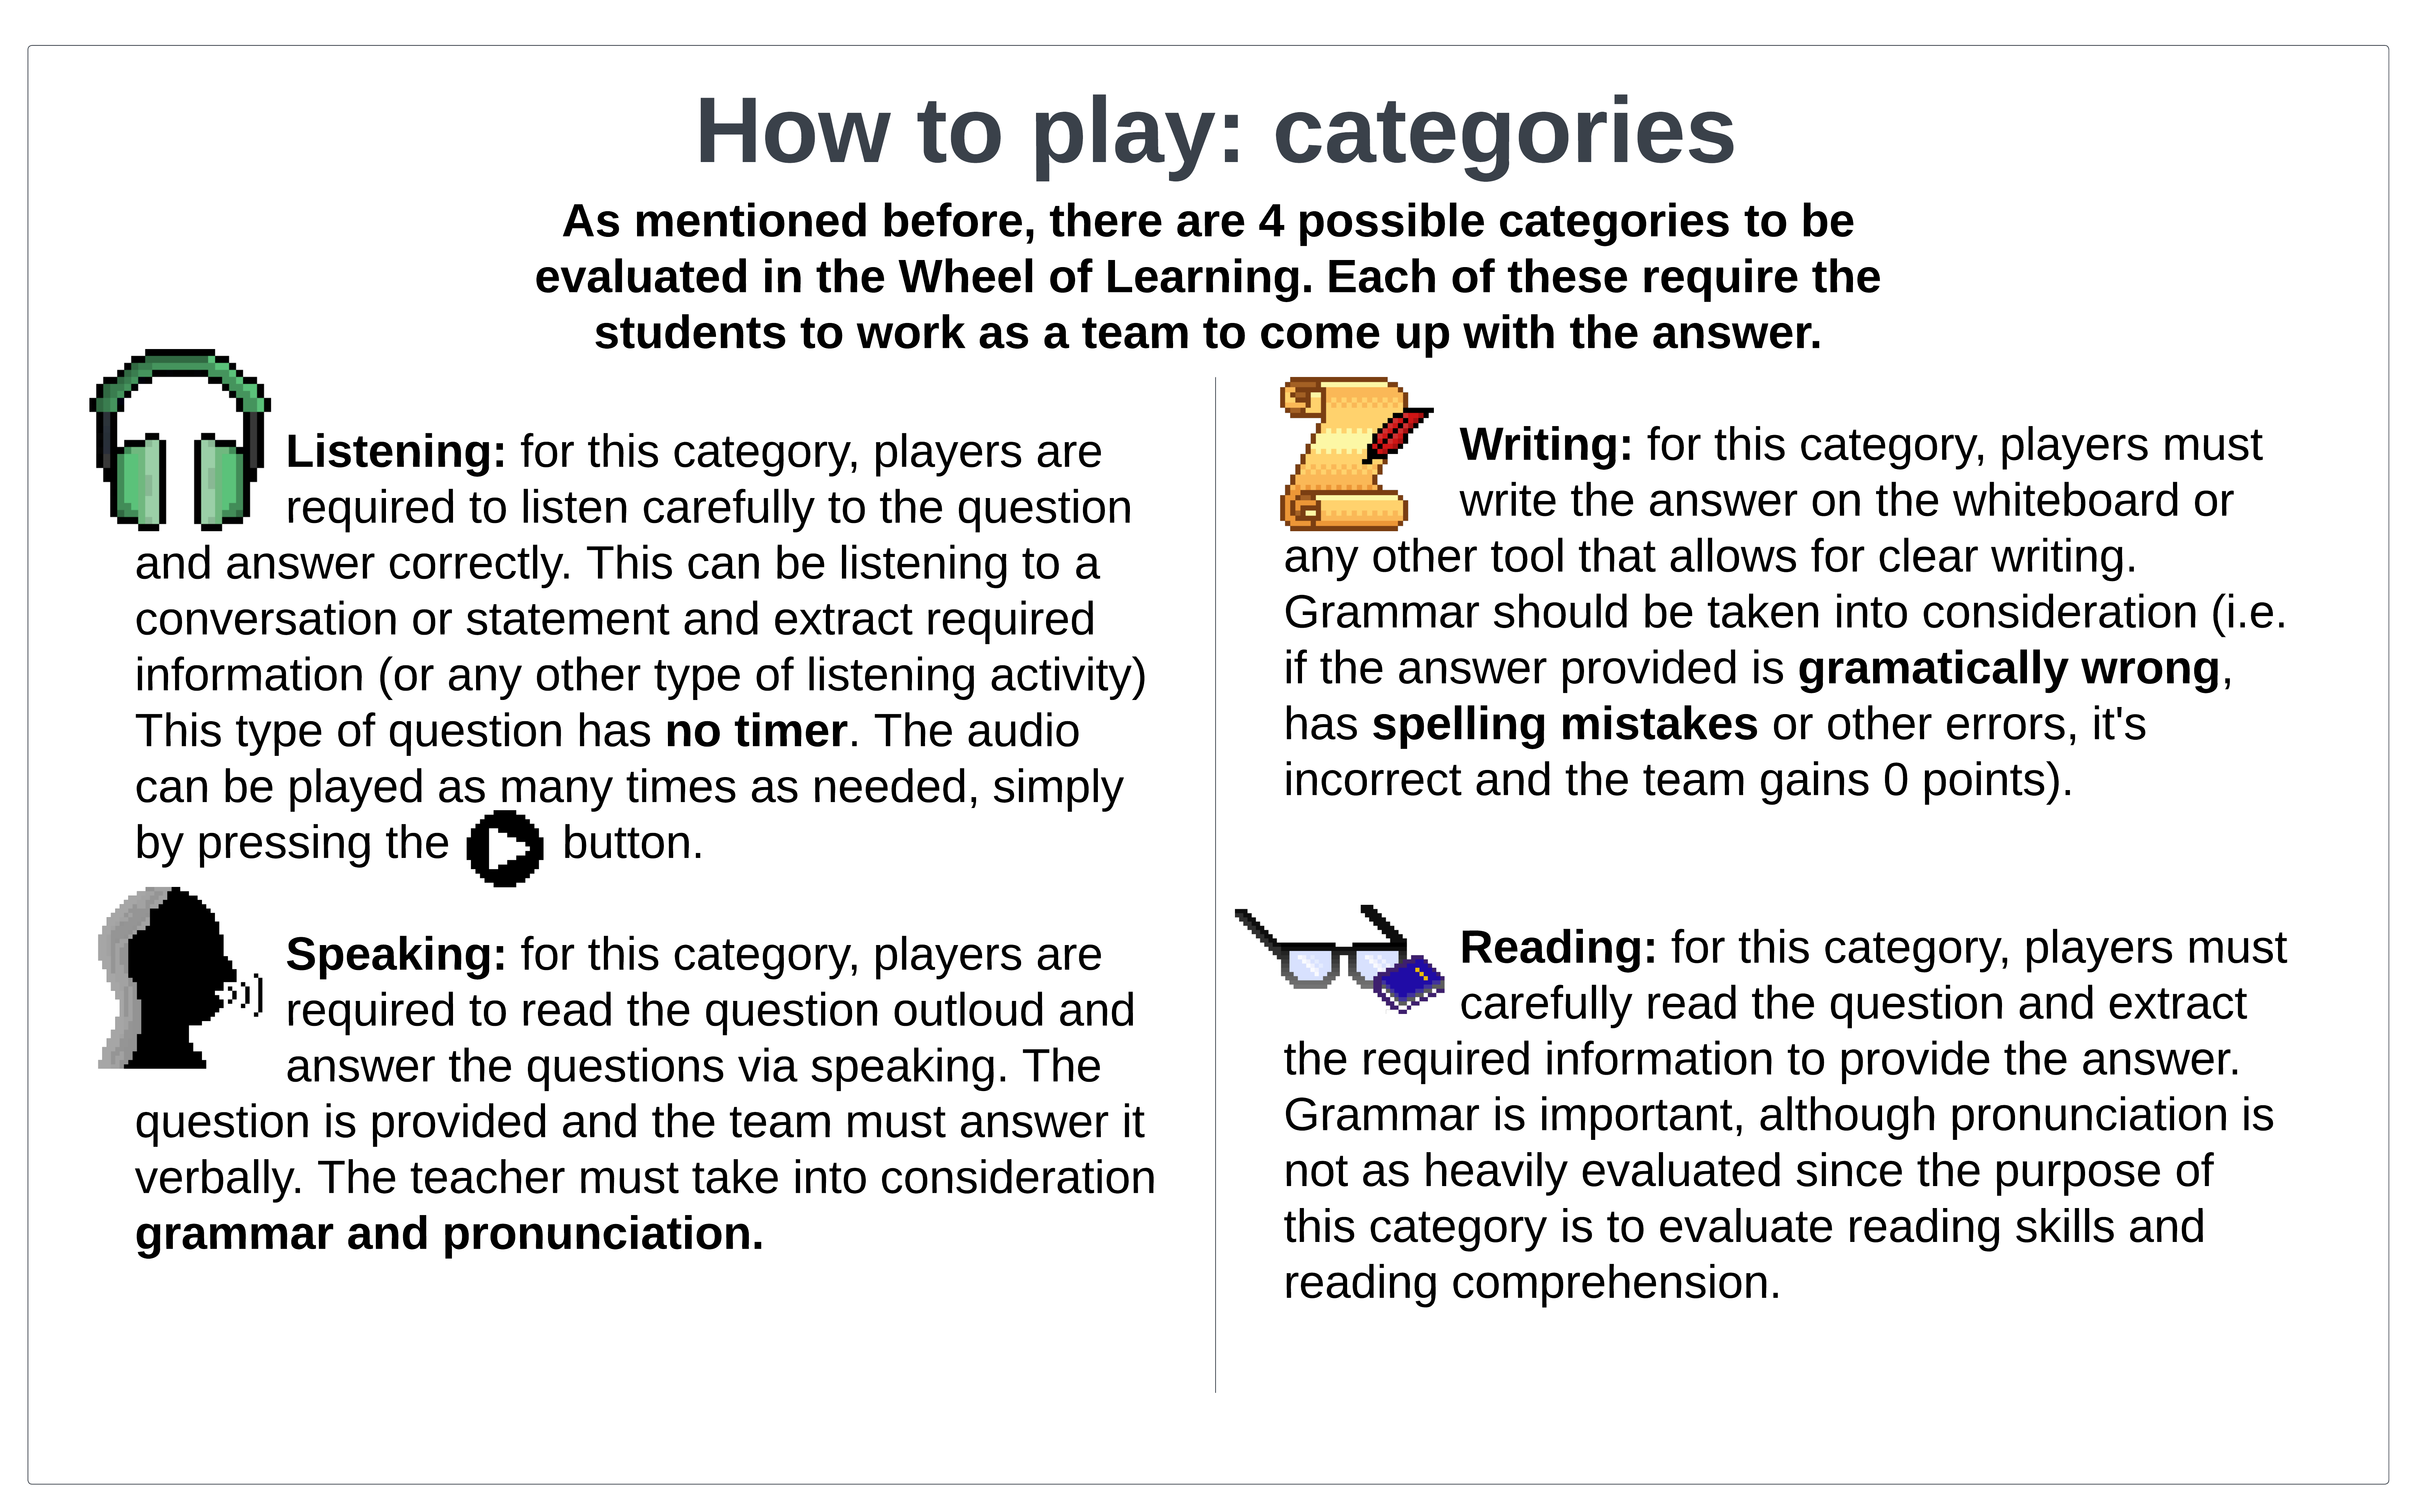 How to play: categories
As mentioned before, there are 4 possible categories to be
evaluated in the Wheel of Learning. Each of these require the
students to work as a team to come up with the answer.
Listening: for this category, players are
required to listen carefully to the question
and answer correctly. This can be listening to a
conversation or statement and extract required
information (or any other type of listening activity)
This type of question has no timer. The audio
can be played as many times as needed, simply
by pressing the button.
Speaking: for this category, players are
required to read the question outloud and
answer the questions via speaking. The
question is provided and the team must answer it
verbally. The teacher must take into consideration
grammar and pronunciation.
Writing: for this category, players must
write the answer on the whiteboard or
any other tool that allows for clear writing.
Grammar should be taken into consideration (i.e.
if the answer provided is gramatically wrong,
has spelling mistakes or other errors, it's
incorrect and the team gains 0 points).
Reading: for this category, players must
carefully read the question and extract
the required information to provide the answer.
Grammar is important, although pronunciation is
not as heavily evaluated since the purpose of
this category is to evaluate reading skills and
reading comprehension.